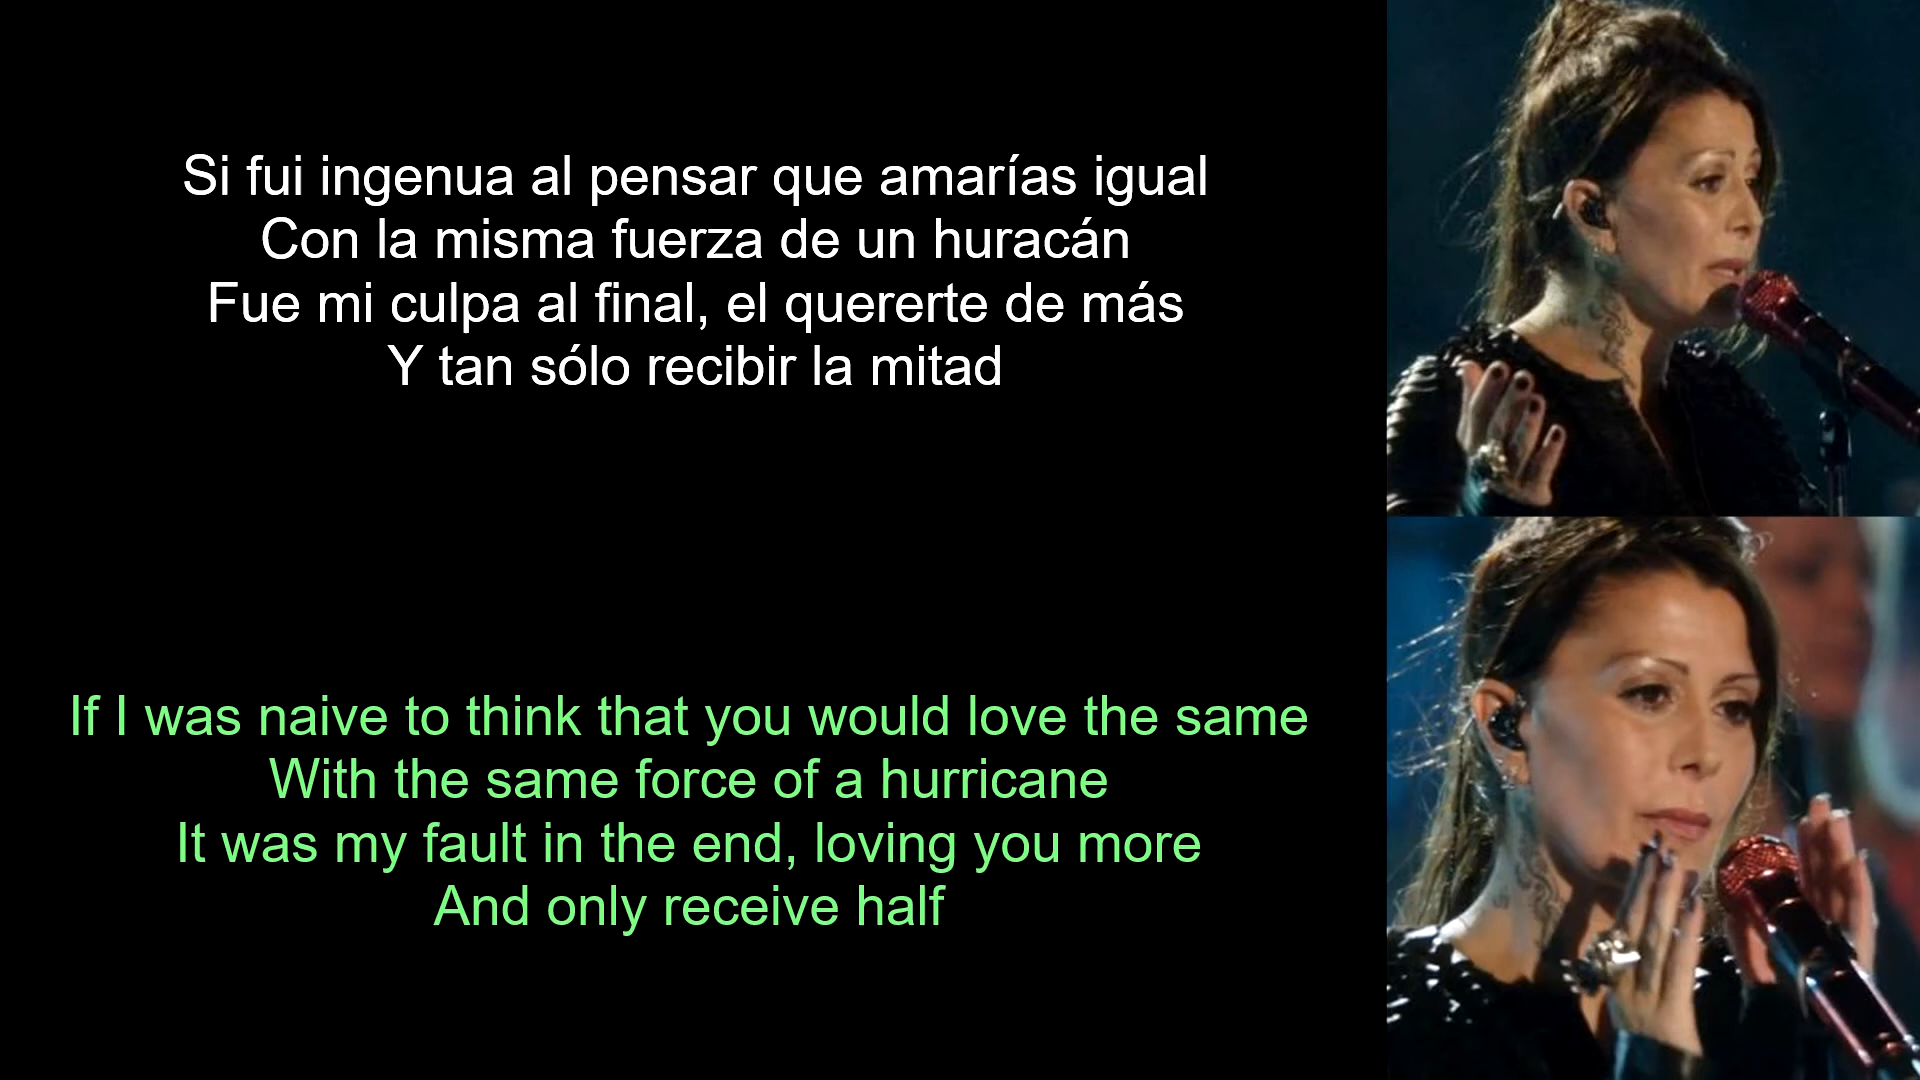 Si fui ingenua al pensar que amarías igual
Con la misma fuerza de un huracán
Fue mi culpa al final, el quererte de más
Y tan sólo recibir la mitad
If I was naive to think that you would love the same
With the same force of a hurricane
It was my fault in the end, loving you more
And only receive half